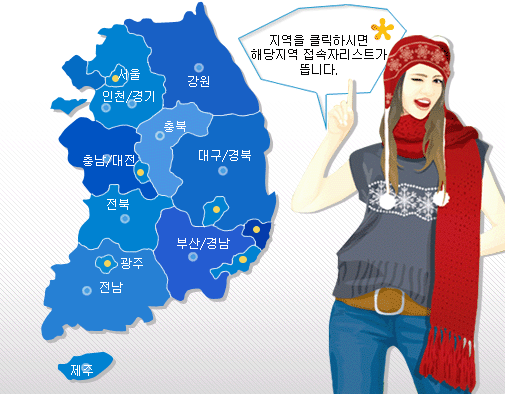 지역을 클릭하시면
해당지역 접속자리스트가
뜹니다.
서울
인천/경기
강원
충북
충남/대전
대구/경북
전북
부산/경남
광주
전남
제주